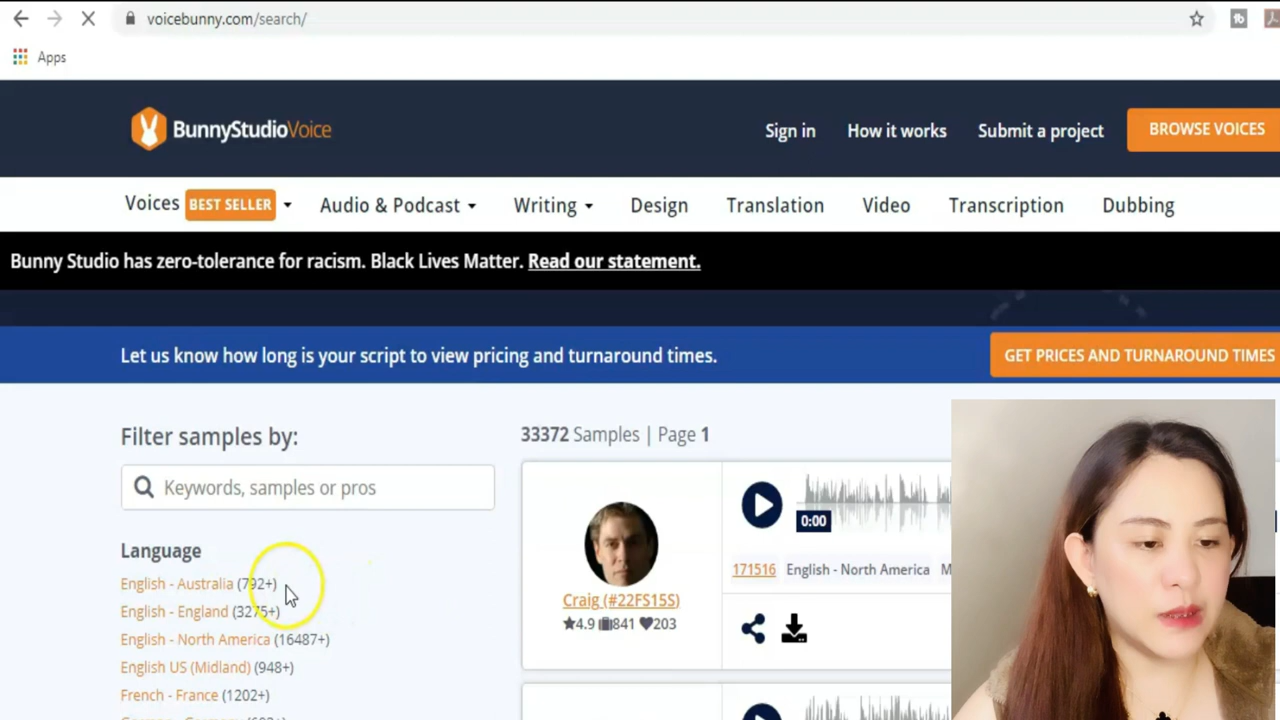 voicebunny.com/search/
Apps
BunnyStudioVoice
Sign in
How it works
Submit a project
BROWSE VOICES
Voices BEST SELLER
Audio & Podcast
Writing
Design
Translation
Video
Transcription
Dubbing
Bunny Studio has zero-tolerance for racism. Black Lives Matter. Read our statement.
Let us know how long is your script to view pricing and turnaround times.
GET PRICES AND TURNAROUND TIMES
Filter samples by:
33372 Samples | Page 1
Keywords, samples or pros
0:00
Language
171516 English - North America M
English - Australia (792+)
Craig (#22FS15S)
English - England (3275+)
4.9 841 203
English - North America (16487+)
English US (Midland) (948+)
French - France (1202+)